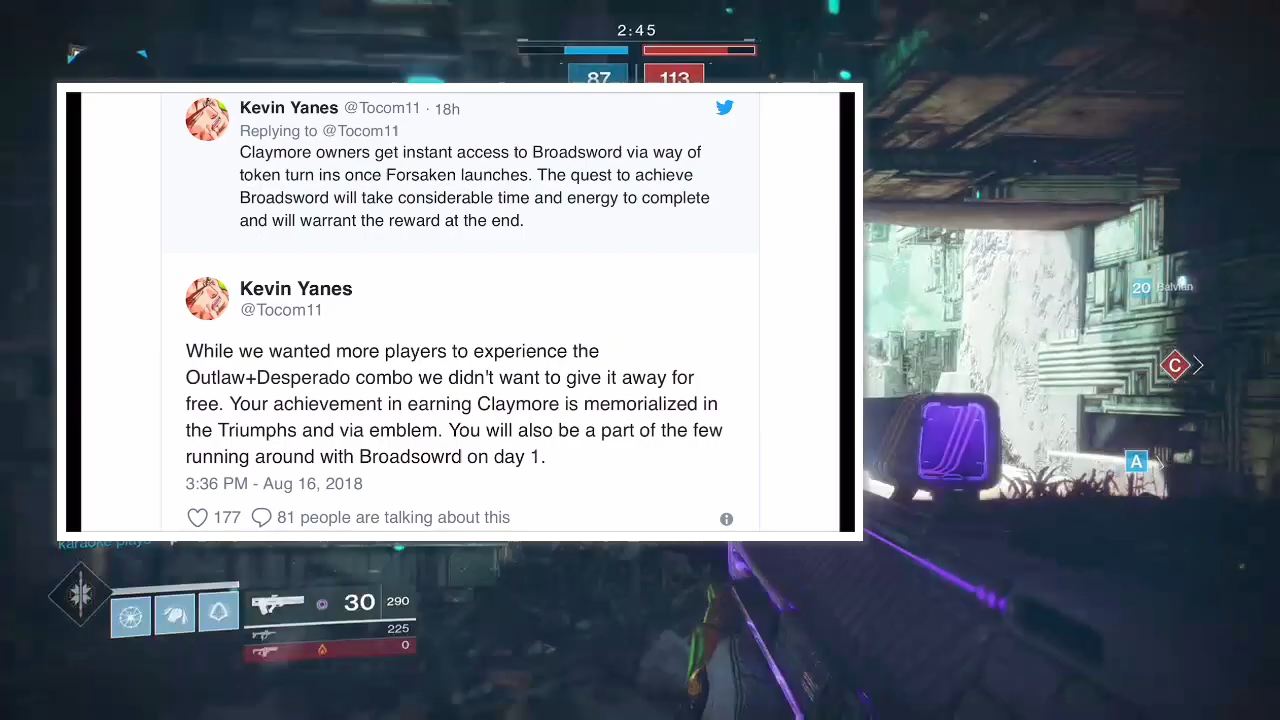 2:45
87
113
Kevin Yanes @Tocom11 · 18h
Replying to @Tocom11
Claymore owners get instant access to Broadsword via way of
token turn ins once Forsaken launches. The quest to achieve
Broadsword will take considerable time and energy to complete
and will warrant the reward at the end.
Kevin Yanes
@Tocom11
While we wanted more players to experience the
Outlaw+Desperado combo we didn't want to give it away for
free. Your achievement in earning Claymore is memorialized in
the Triumphs and via emblem. You will also be a part of the few
running around with Broadsowrd on day 1.
3:36 PM - Aug 16, 2018
177 81 people are talking about this
20 Balvian
C
A
karaoke plays
30 290
225
0